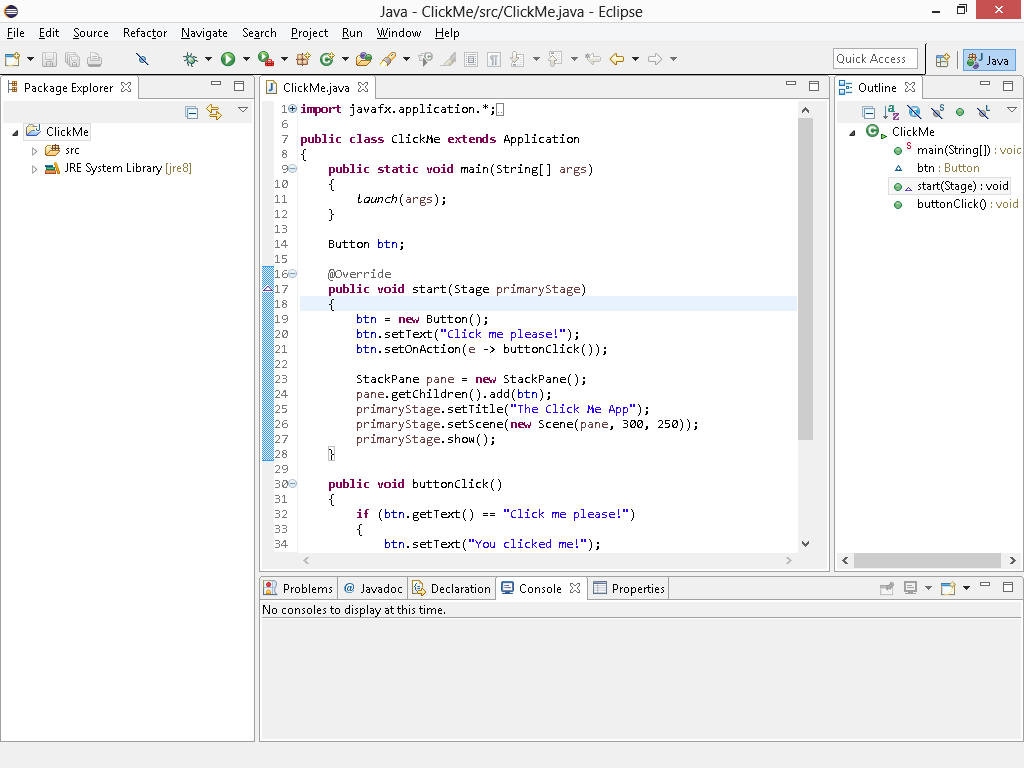 Java - ClickMe/src/ClickMe.java - Eclipse
File Edit Source Refactor Navigate Search Project Run Window Help
Quick Access
Java
Package Explorer
ClickMe
src
JRE System Library [jre8]
ClickMe.java
1 import javafx.application.*;
6
7 public class ClickMe extends Application
8 {
9 public static void main(String[] args)
10 {
11 launch(args);
12 }
13
14 Button btn;
15
16 @Override
17 public void start(Stage primaryStage)
18 {
19 btn = new Button();
20 btn.setText("Click me please!");
21 btn.setOnAction(e -> buttonClick());
22
23 StackPane pane = new StackPane();
24 pane.getChildren().add(btn);
25 primaryStage.setTitle("The Click Me App");
26 primaryStage.setScene(new Scene(pane, 300, 250));
27 primaryStage.show();
28 }
29
30 public void buttonClick()
31 {
32 if (btn.getText() == "Click me please!")
33 {
34 btn.setText("You clicked me!");
Outline
ClickMe
main(String[]) : voic
btn : Button
start(Stage) : void
buttonClick() : void
Problems @ Javadoc Declaration Console Properties
No consoles to display at this time.